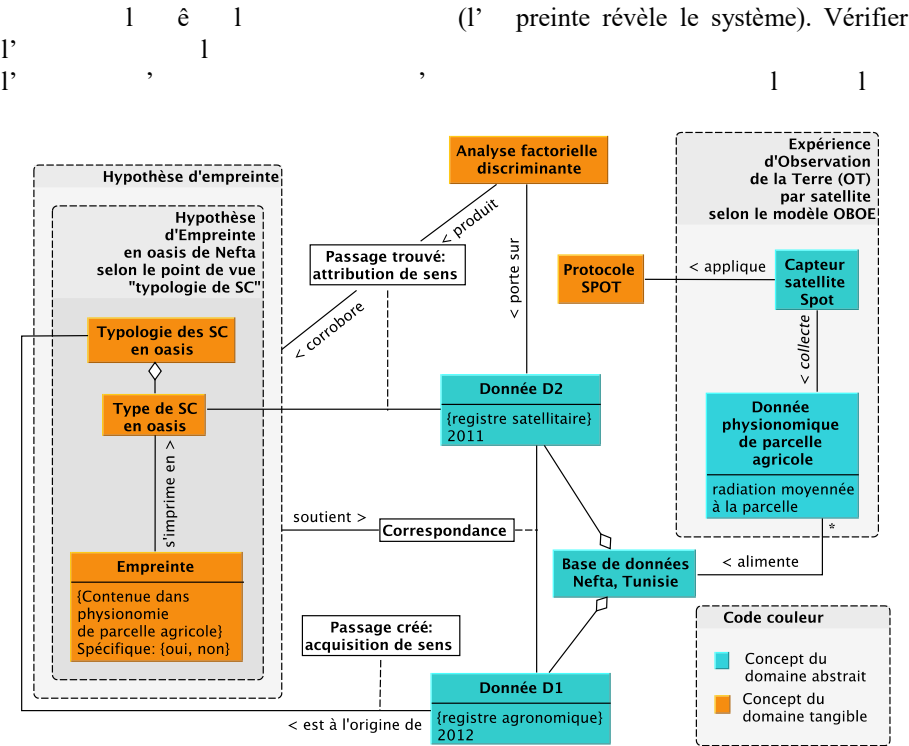 (l' preinte révèle le système). Vérifier
Analyse factorielle
discriminante
Hypothèse d'empreinte
Hypothèse
d'Empreinte
en oasis de Nefta
selon le point de vue
"typologie de SC"
Typologie des SC
en oasis
Type de SC
en oasis
s'imprime en >
Empreinte
{Contenue dans
physionomie
de parcelle agricole}
Spécifique: {oui, non}
< produit
Passage trouvé:
attribution de sens
< corrobore
< porte sur
Expérience
d'Observation
de la Terre (OT)
par satellite
selon le modèle OBOE
Protocole
SPOT
< applique
Capteur
satellite
Spot
< collecte
Donnée
physionomique
de parcelle
agricole
radiation moyennée
à la parcelle
*
Donnée D2
{registre satellitaire}
2011
soutient >
Correspondance
Base de données
Nefta, Tunisie
< alimente
Passage créé:
acquisition de sens
Donnée D1
{registre agronomique}
2012
< est à l'origine de
Code couleur
Concept du
domaine abstrait
Concept du
domaine tangible